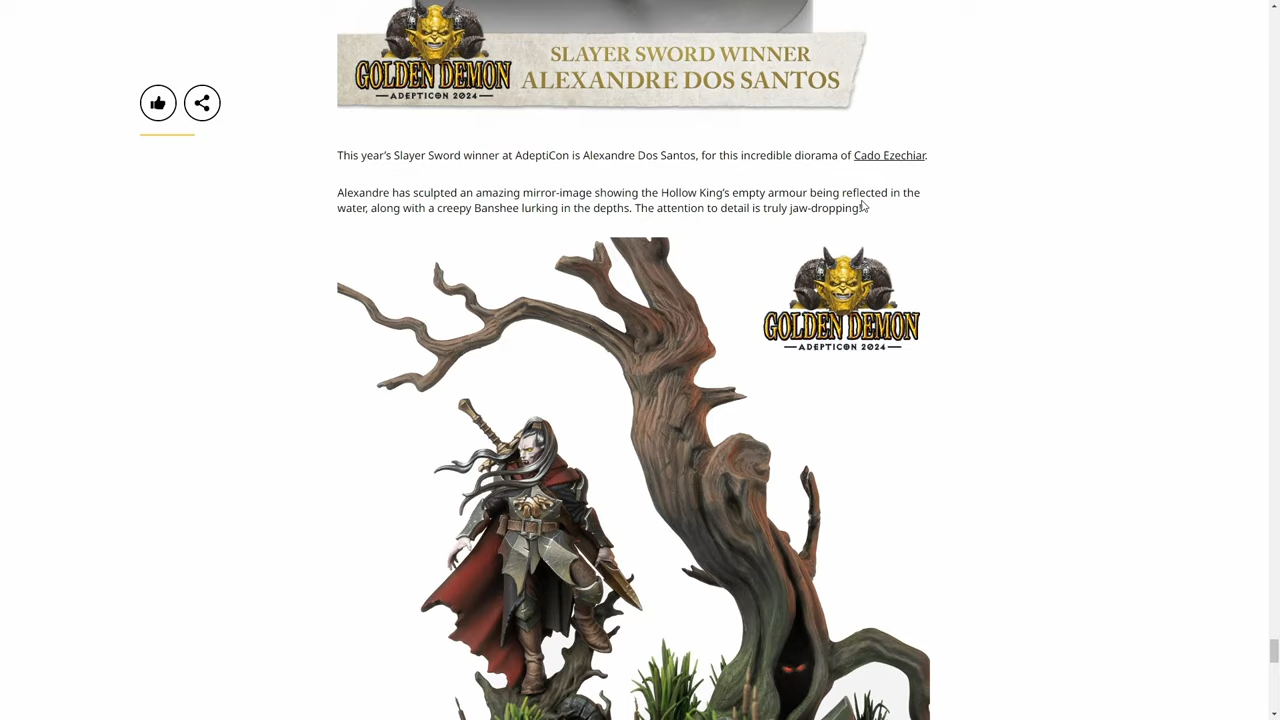 SLAYER SWORD WINNER
GOLDEN DEMON
ALEXANDRE DOS SANTOS
ADEPTICON 2024
This year’s Slayer Sword winner at AdeptiCon is Alexandre Dos Santos, for this incredible diorama of Cado Ezechiar.
Alexandre has sculpted an amazing mirror-image showing the Hollow King’s empty armour being reflected in the
water, along with a creepy Banshee lurking in the depths. The attention to detail is truly jaw-dropping!
GOLDEN DEMON
ADEPTICON 2024